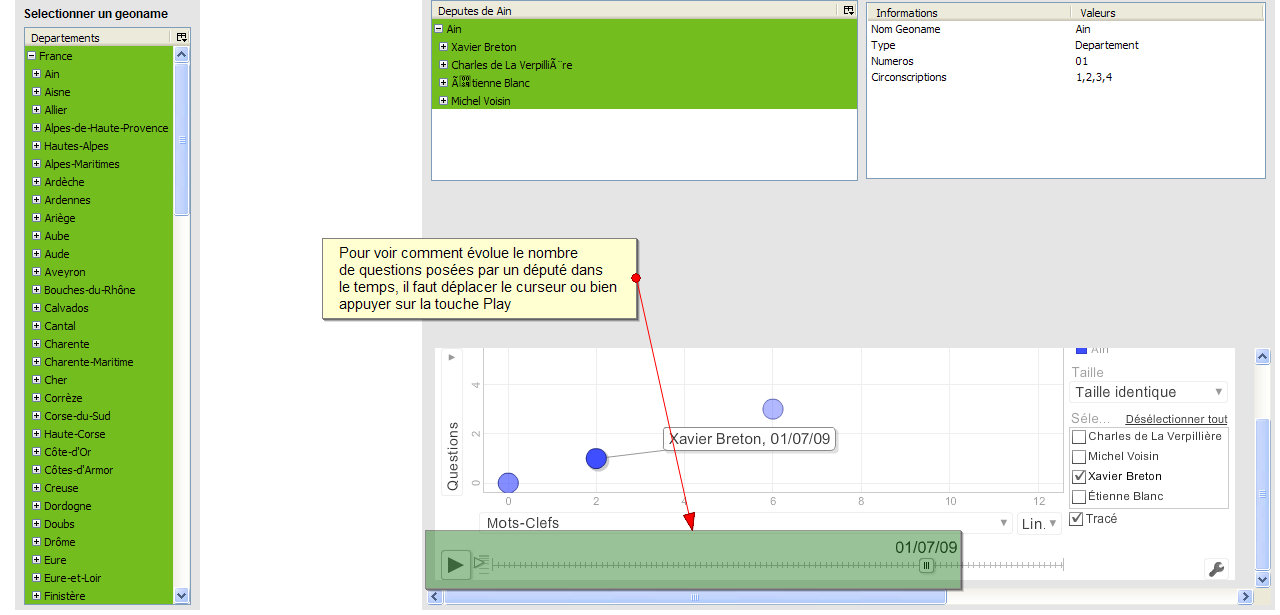 Selectionner un geoname
Departements
France
Ain
Aisne
Allier
Alpes-de-Haute-Provence
Hautes-Alpes
Alpes-Maritimes
Ardèche
Ardennes
Ariège
Aube
Aude
Aveyron
Bouches-du-Rhône
Calvados
Cantal
Charente
Charente-Maritime
Cher
Corrèze
Corse-du-Sud
Haute-Corse
Côte-d'Or
Côtes-d'Armor
Creuse
Dordogne
Doubs
Drôme
Eure
Eure-et-Loir
Finistère
Deputes de Ain
Ain
Xavier Breton
Charles de La VerpilliÃ¨re
Ãtienne Blanc
Michel Voisin
Informations Valeurs
Nom Geoname Ain
Type Departement
Numeros 01
Circonscriptions 1,2,3,4
Pour voir comment évolue le nombre
de questions posées par un député dans
le temps, il faut déplacer le curseur ou bien
appuyer sur la touche Play
Questions
4
2
0
0 2 4 6 8 10 12
Xavier Breton, 01/07/09
Mots-Clefs
Lin.
01/07/09
Ain
Taille
Taille identique
Séle... Désélectionner tout
Charles de La Verpillière
Michel Voisin
Xavier Breton
Étienne Blanc
Tracé